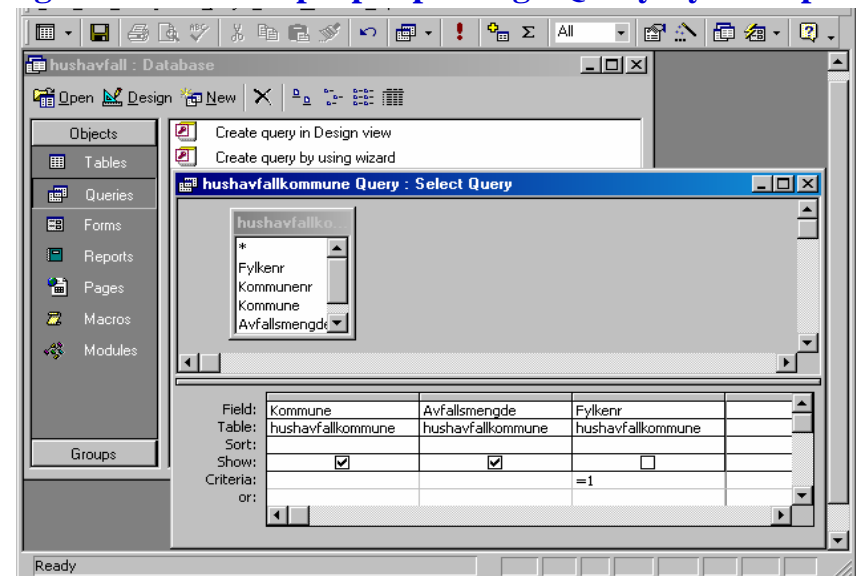 All
hushavfall : Database
Open Design New
Objects
Tables
Queries
Forms
Reports
Pages
Macros
Modules
Groups
Create query in Design view
Create query by using wizard
hushavfallkommune Query : Select Query
hushavfallko...
*
Fylkenr
Kommunenr
Kommune
Avfallsmengde
Field: Kommune Avfallsmengde Fylkenr
Table: hushavfallkommune hushavfallkommune hushavfallkommune
Sort:
Show:
Criteria: =1
or:
Ready